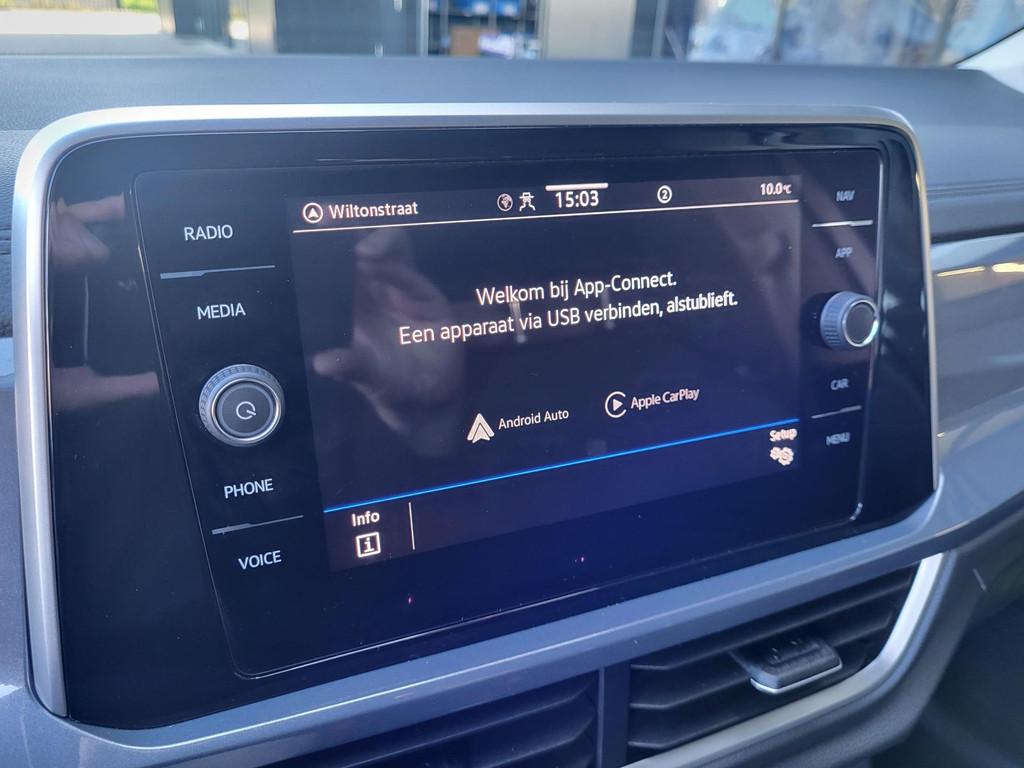 RADIO
MEDIA
PHONE
VOICE
Wiltonstraat
15:03
2
10.0°C
Welkom bij App-Connect.
Een apparaat via USB verbinden, alstublieft.
Android Auto
Apple CarPlay
Setup
Info
i
NAV
APP
CAR
MENU